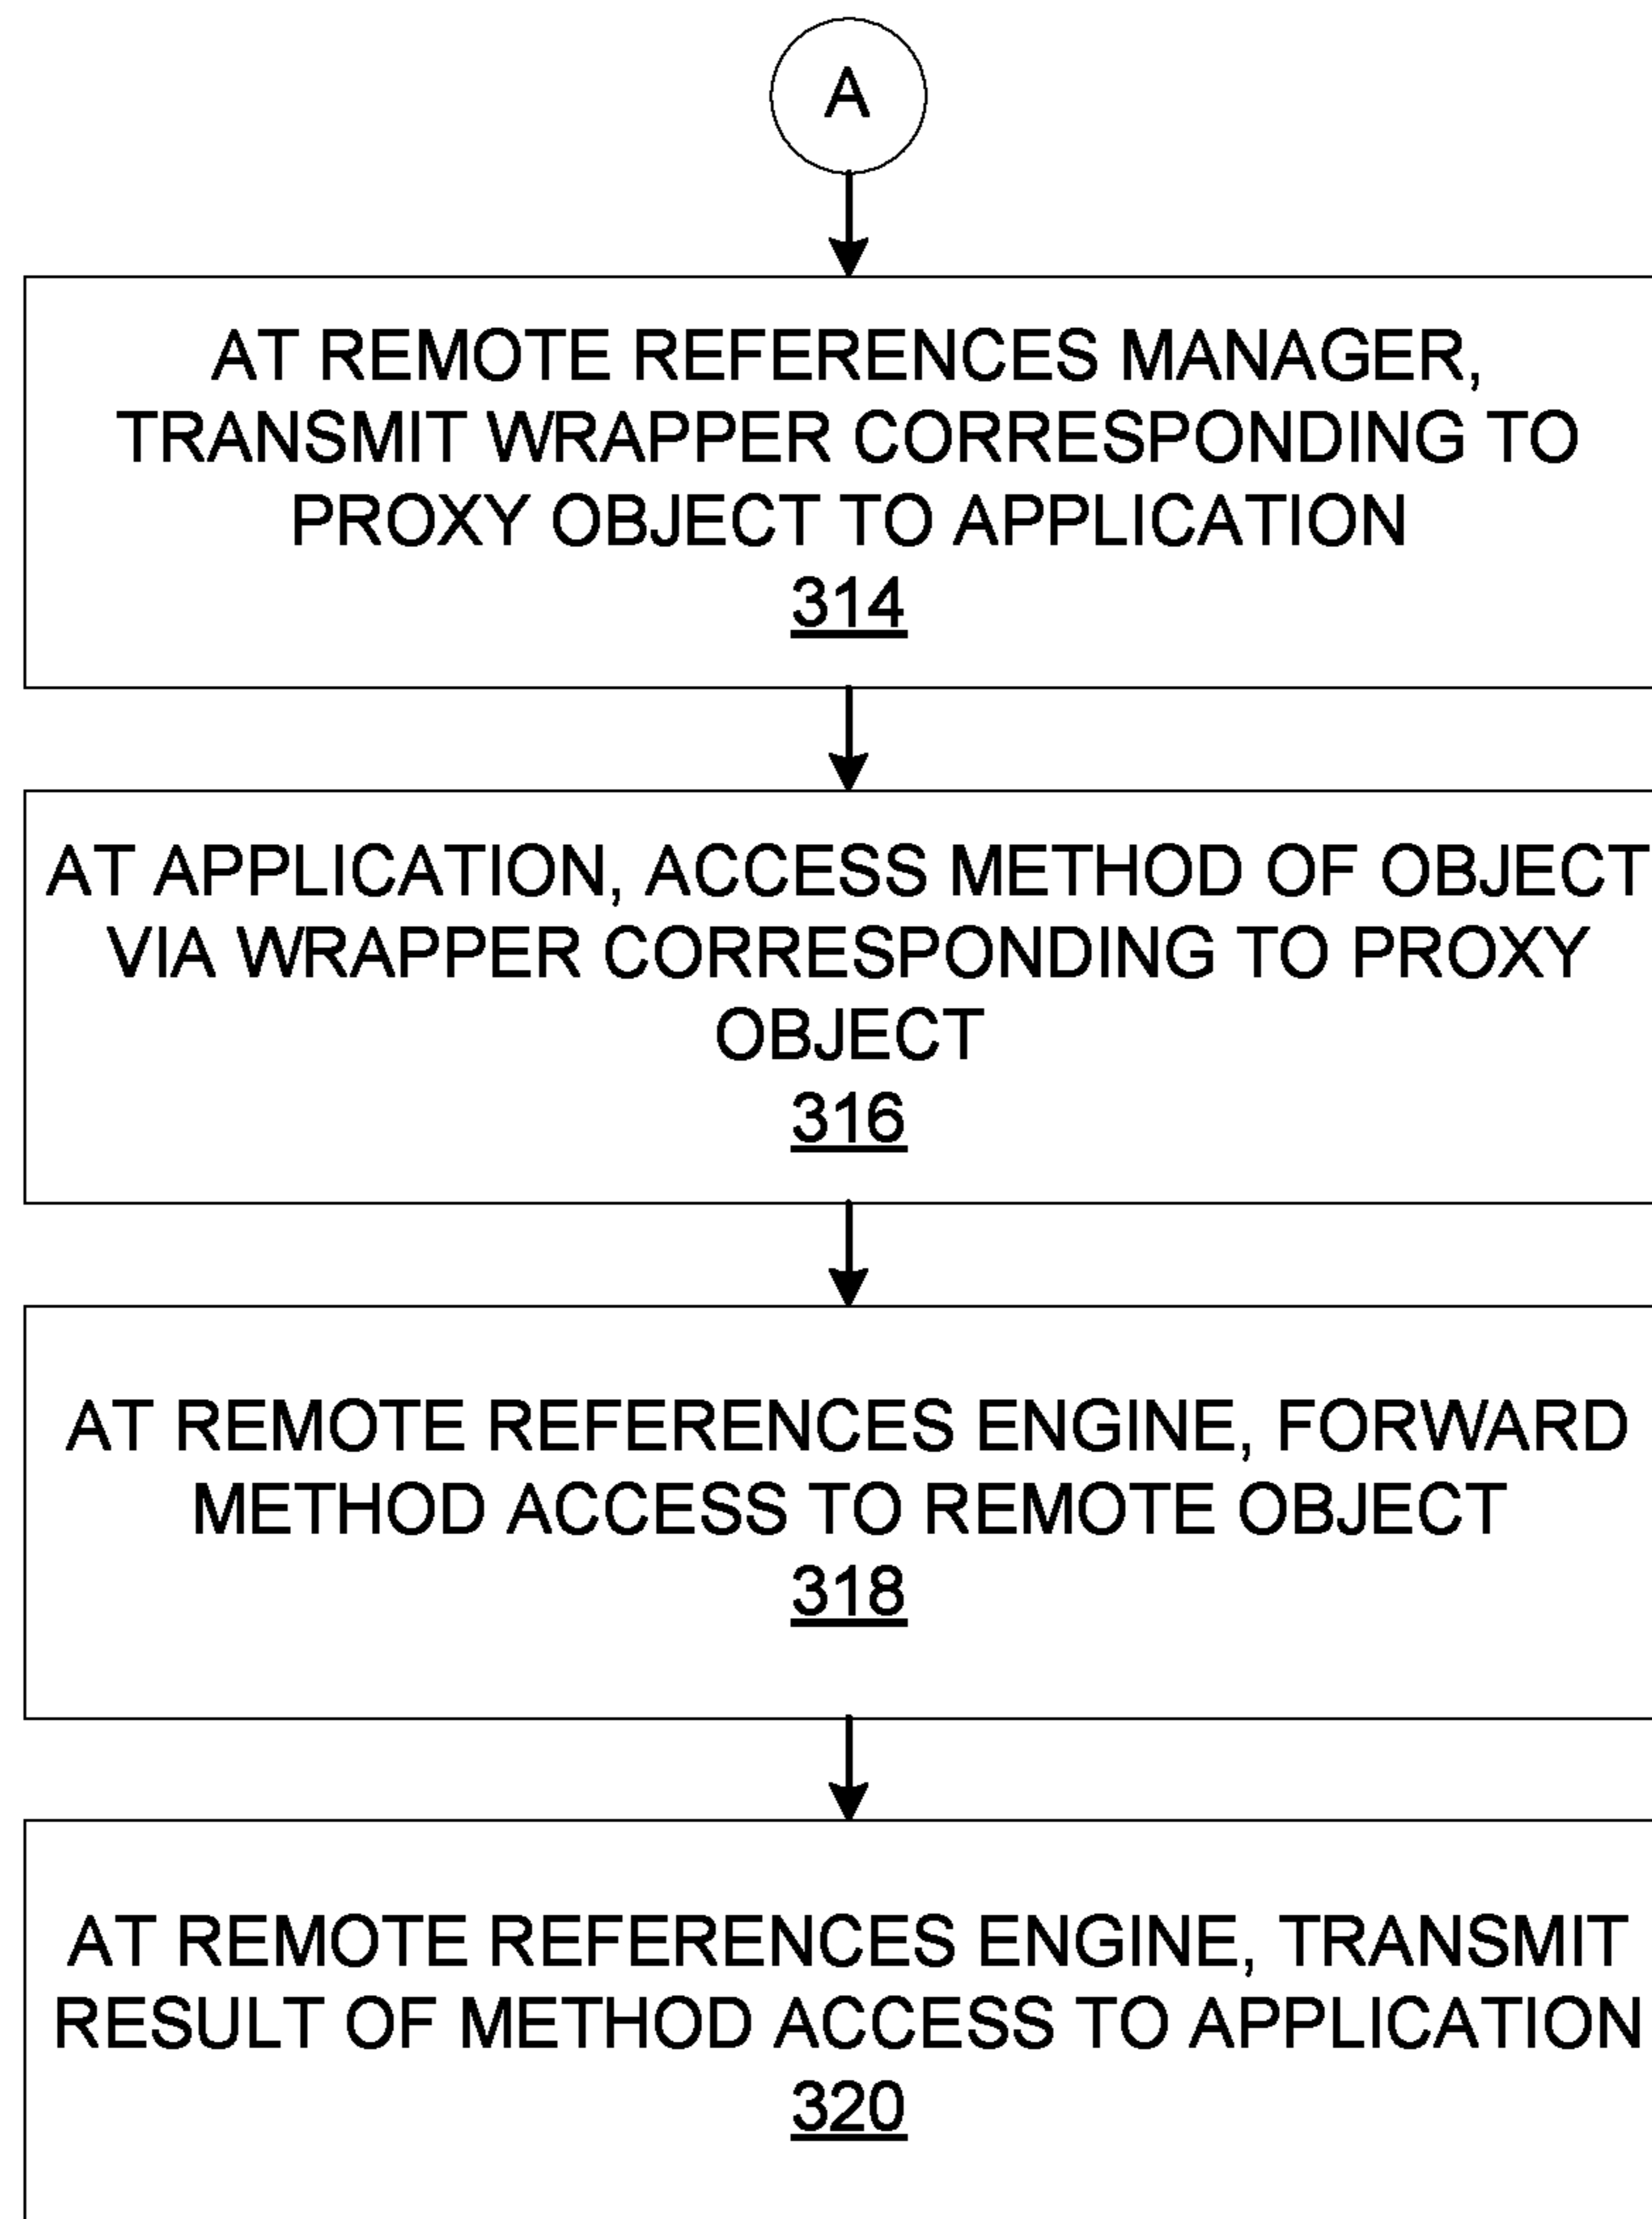 A
AT REMOTE REFERENCES MANAGER,
TRANSMIT WRAPPER CORRESPONDING TO
PROXY OBJECT TO APPLICATION
314
AT APPLICATION, ACCESS METHOD OF OBJECT
VIA WRAPPER CORRESPONDING TO PROXY
OBJECT
316
AT REMOTE REFERENCES ENGINE, FORWARD
METHOD ACCESS TO REMOTE OBJECT
318
AT REMOTE REFERENCES ENGINE, TRANSMIT
RESULT OF METHOD ACCESS TO APPLICATION
320